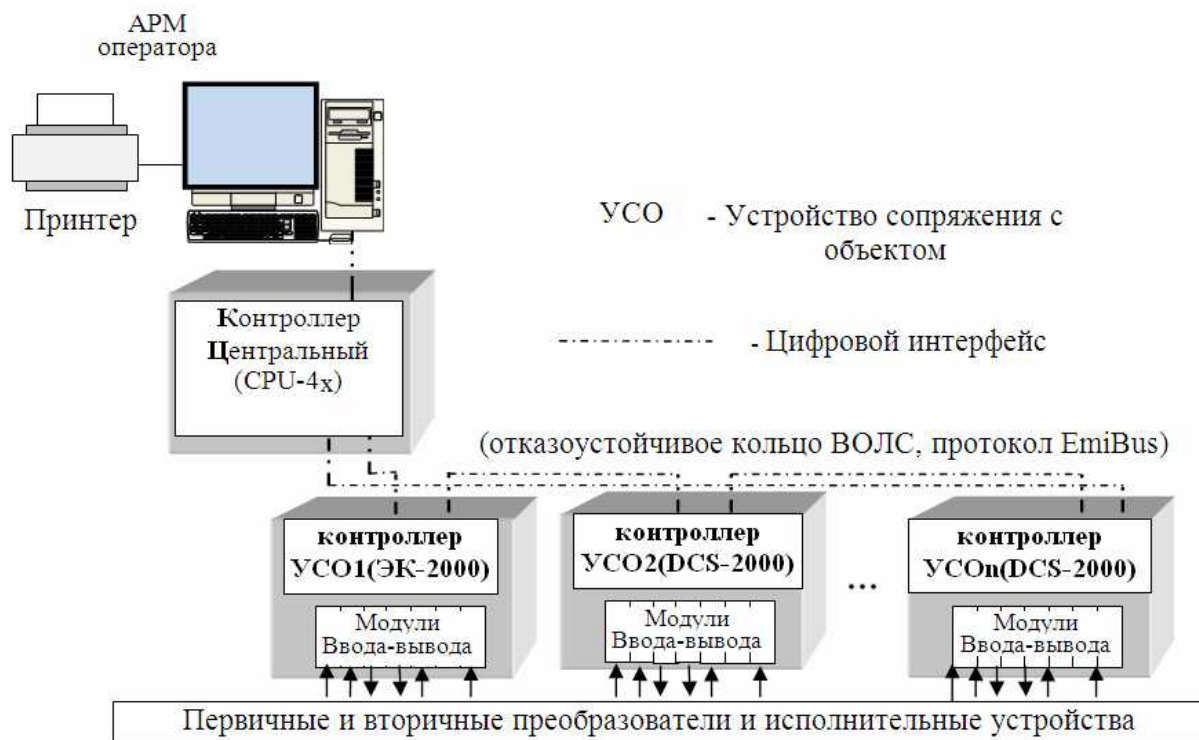 АРМ
оператора
Принтер
УСО - Устройство сопряжения с
объектом
Контроллер
Центральный
(CPU-4x)
- Цифровой интерфейс
(отказоустойчивое кольцо ВОЛС, протокол EmiBus)
контроллер
УСО1(ЭК-2000)
Модули
Ввода-вывода
контроллер
УСО2(DCS-2000)
Модули
Ввода-вывода
...
контроллер
УСОn(DCS-2000)
Модули
Ввода-вывода
Первичные и вторичные преобразователи и исполнительные устройства